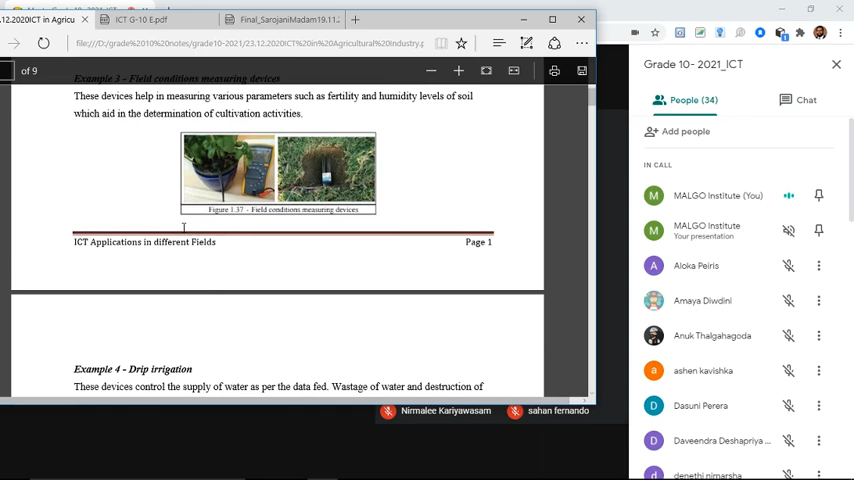 2.12.2020ICT in Agricu
ICT G-10 E.pdf
Final_SarojaniMadam19.11.2
file:///D:/grade%2010%20notes/grade10-2021/23.12.2020ICT%20in%20Agricultural%20Industry.p
of 9
Example 3 - Field conditions measuring devices
These devices help in measuring various parameters such as fertility and humidity levels of soil
which aid in the determination of cultivation activities.
Figure 1.37 - Field conditions measuring devices
ICT Applications in different Fields
Page 1
Example 4 - Drip irrigation
These devices control the supply of water as per the data fed. Wastage of water and destruction of
Nirmalee Kariyawasam
sahan fernando
Grade 10- 2021_ICT
People (34)
Chat
Add people
IN CALL
M
MALGO Institute (You)
M
MALGO Institute
Your presentation
A
Aloka Peiris
Amaya Diwdini
Anuk Thalgahagoda
a
ashen kavishka
D
Dasuni Perera
D
Daveendra Deshapriya ...
d
denethi nimarsha